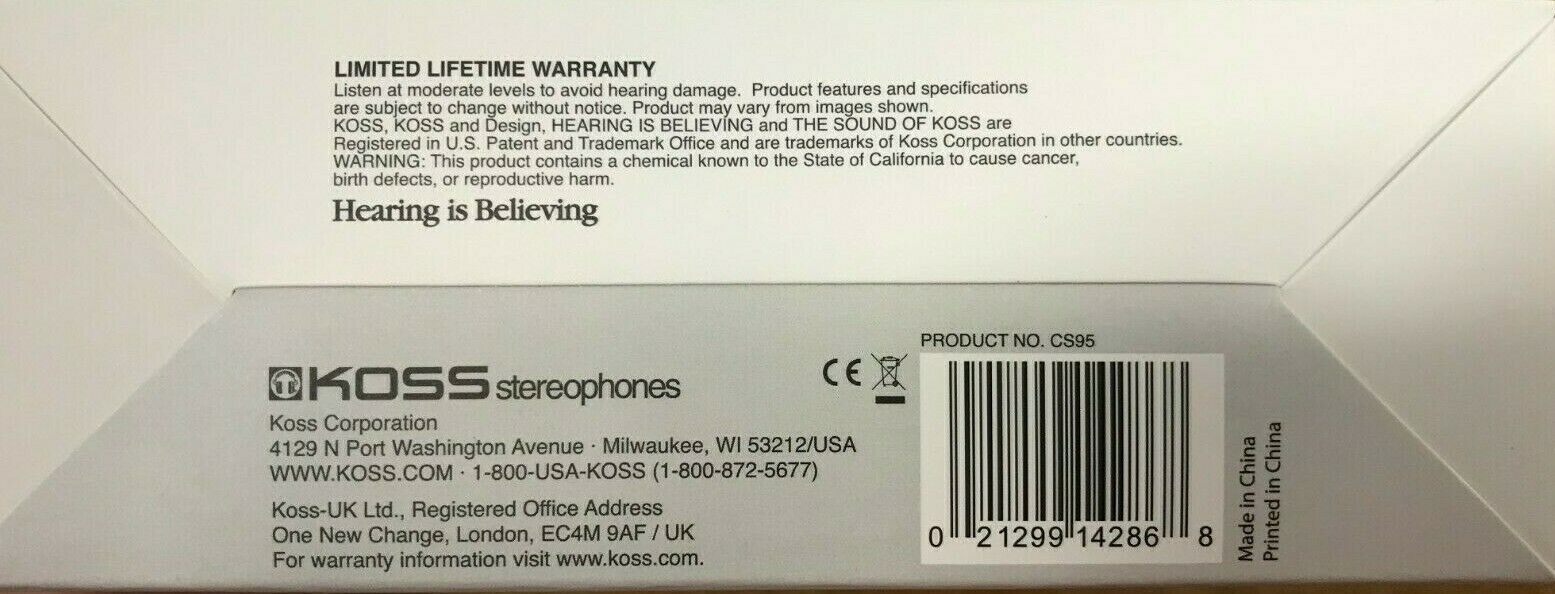 LIMITED LIFETIME WARRANTY
Listen at moderate levels to avoid hearing damage. Product features and specifications
are subject to change without notice. Product may vary from images shown.
KOSS, KOSS and Design, HEARING IS BELIEVING and THE SOUND OF KOSS are
Registered in U.S. Patent and Trademark Office and are trademarks of Koss Corporation in other countries.
WARNING: This product contains a chemical known to the State of California to cause cancer,
birth defects, or reproductive harm.
Hearing is Believing
KOSS stereophones
Koss Corporation
4129 N Port Washington Avenue · Milwaukee, WI 53212/USA
WWW.KOSS.COM · 1-800-USA-KOSS (1-800-872-5677)
Koss-UK Ltd., Registered Office Address
One New Change, London, EC4M 9AF / UK
For warranty information visit www.koss.com.
CE
PRODUCT NO. CS95
0 21299 14286 8
Made in China
Printed in China